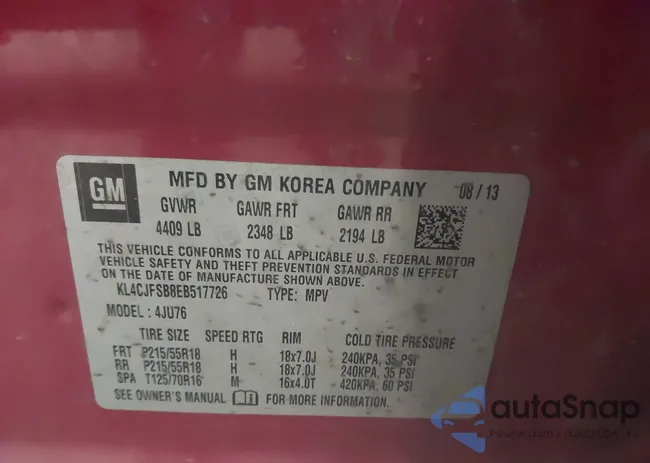 GM
MFD BY GM KOREA COMPANY 08/13
GVWR GAWR FRT GAWR RR
4409 LB 2348 LB 2194 LB
THIS VEHICLE CONFORMS TO ALL APPLICABLE U.S. FEDERAL MOTOR
VEHICLE SAFETY AND THEFT PREVENTION STANDARDS IN EFFECT
ON THE DATE OF MANUFACTURE SHOWN ABOVE.
KL4CJFSB8EB517726 TYPE: MPV
MODEL: 4JU76
TIRE SIZE SPEED RTG RIM COLD TIRE PRESSURE
FRT P215/55R18 H 18x7.0J 240KPA, 35 PSI
RR P215/55R18 H 18x7.0J 240KPA, 35 PSI
SPA T125/70R16 M 16x4.0T 420KPA, 60 PSI
SEE OWNER'S MANUAL FOR MORE INFORMATION.
autaSnap